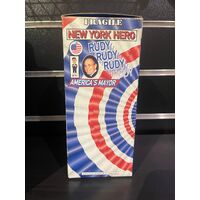 FRAGILE
NEW YORK HERO
RUDY,
RUDY,
RUDY
AMERICA'S MAYOR